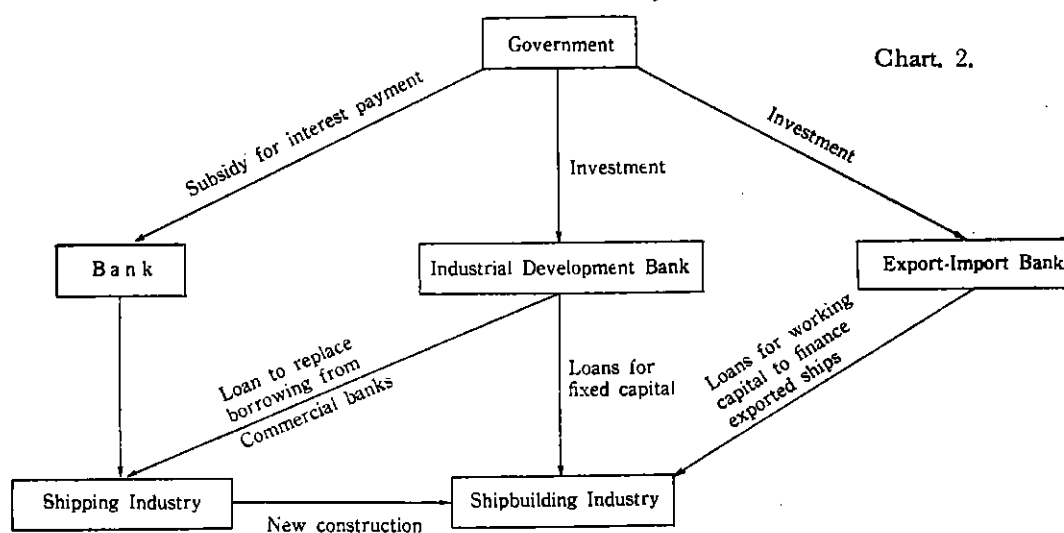 Government
Chart. 2.
Subsidy for interest payment
Investment
Investment
Bank
Industrial Development Bank
Export-Import Bank
Loan to replace
borrowing from
Commercial banks
Loans for
fixed capital
Loans for working
capital to finance
exported ships
Shipping Industry
New construction
Shipbuilding Industry